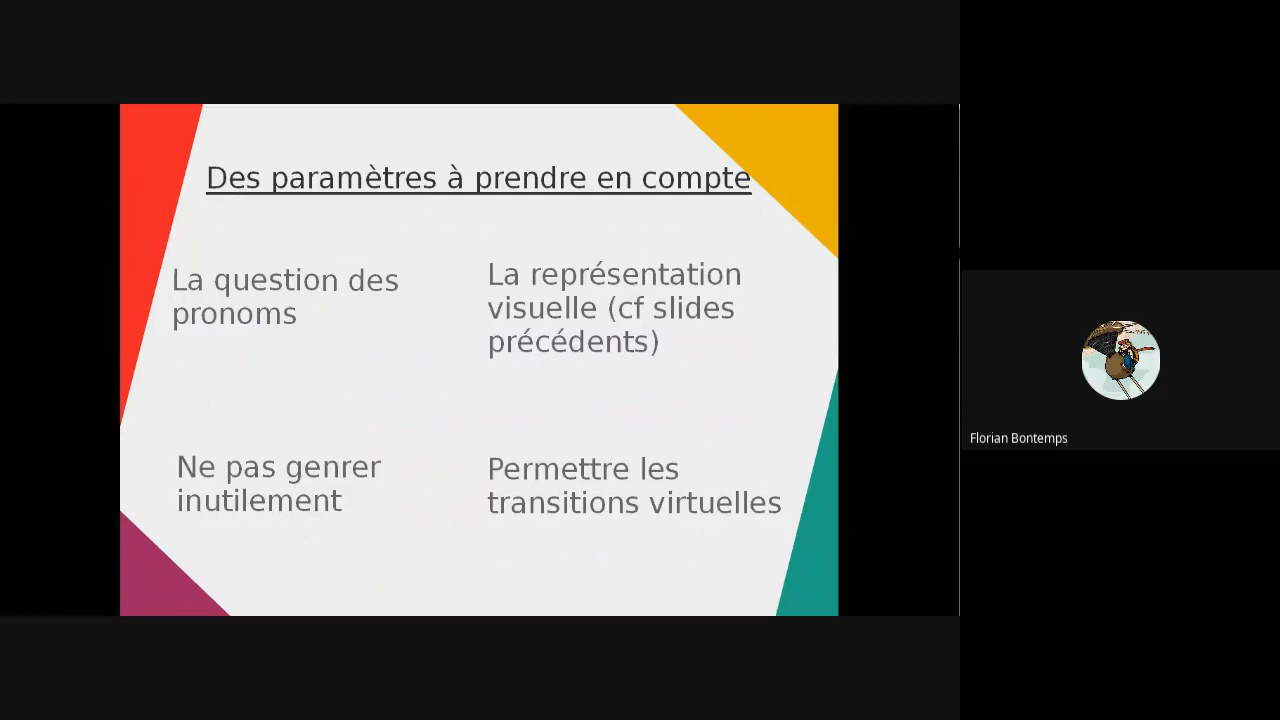 Des paramètres à prendre en compte
La question des
pronoms
La représentation
visuelle (cf slides
précédents)
Ne pas genrer
inutilement
Permettre les
transitions virtuelles
Florian Bontemps